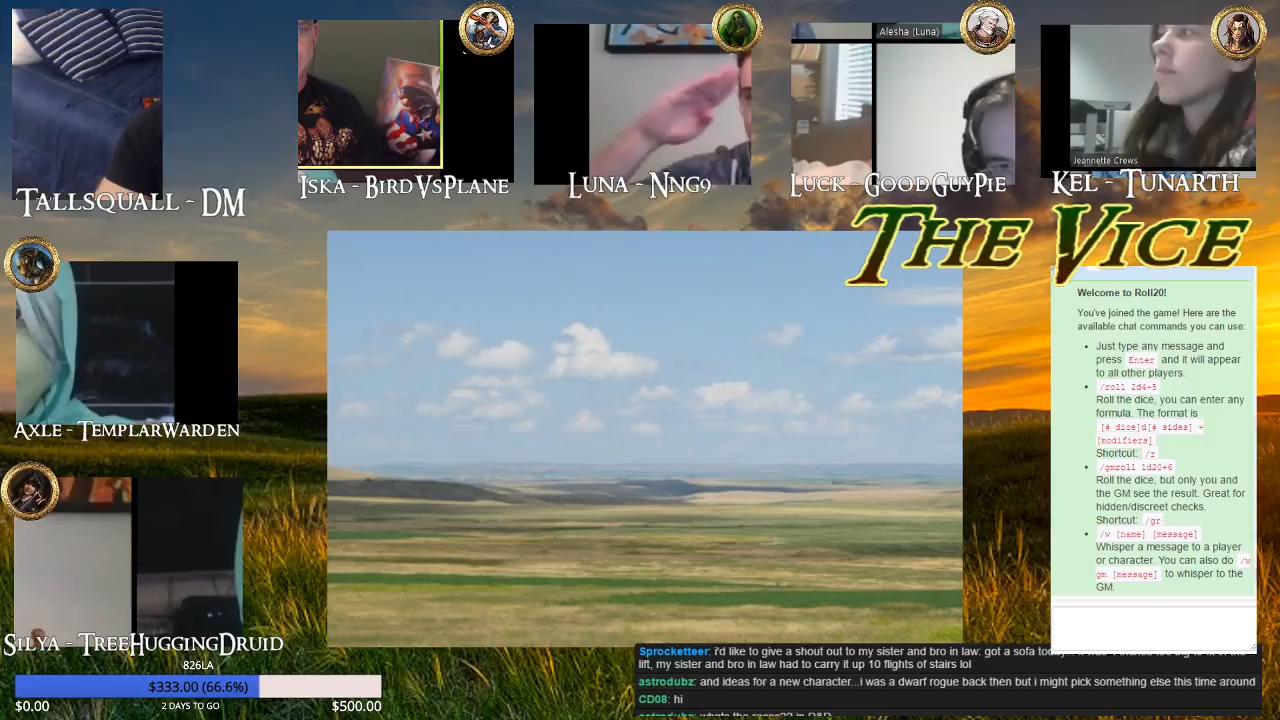 Alesha (Luna)
Jeannette Crews
TALLSQUALL - DM
ISKA - BIRDVSPLANE
LUNA - NNG9
LUCK - GOODGUYPIE
KEL - TUNARTH
THE VICE
AXLE - TEMPLARWARDEN
SILYA - TREEHUGGINGDRUID
826LA
$333.00 (66.6%)
$0.00
2 DAYS TO GO
$500.00
Welcome to Roll20!
You've joined the game! Here are the
available chat commands you can use:
Just type any message and
press Enter and it will appear
to all other players.
/roll 2d4+5
Roll the dice, you can enter any
formula. The format is
[# dice]d[# sides] +
[modifiers]
Shortcut: /r
/gmroll 1d20+6
Roll the dice, but only you and
the GM see the result. Great for
hidden/discreet checks.
Shortcut: /gr
/w [name] [message]
Whisper a message to a player
or character. You can also do /w
gm [message] to whisper to the
GM.
Sprocketteer: i'd like to give a shout out to my sister and bro in law: got a sofa
lift, my sister and bro in law had to carry it up 10 flights of stairs lol
astrodubz: and ideas for a new character...i was a dwarf rogue back then but i might pick something else this time around
CD08: hi